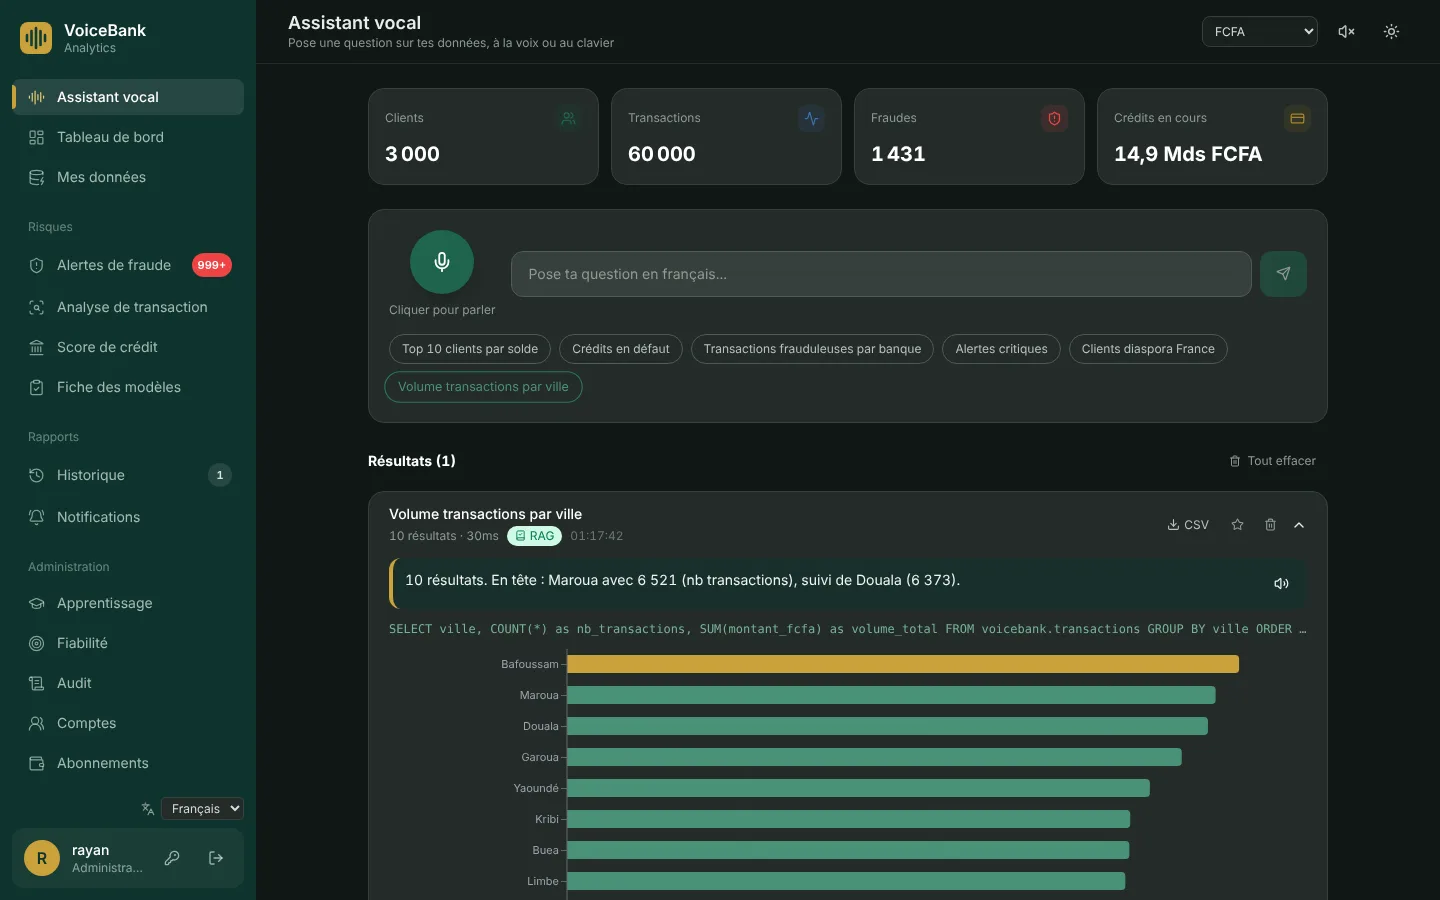 VoiceBank
Analytics
Assistant vocal
Tableau de bord
Mes données
Risques
Alertes de fraude 999+
Analyse de transaction
Score de crédit
Fiche des modèles
Rapports
Historique 1
Notifications
Administration
Apprentissage
Fiabilité
Audit
Comptes
Abonnements
Français
R rayan
Administra...
Assistant vocal
Pose une question sur tes données, à la voix ou au clavier
FCFA
Clients
3 000
Transactions
60 000
Fraudes
1 431
Crédits en cours
14,9 Mds FCFA
Pose ta question en français...
Cliquer pour parler
Top 10 clients par solde
Crédits en défaut
Transactions frauduleuses par banque
Alertes critiques
Clients diaspora France
Volume transactions par ville
Résultats (1)
Tout effacer
Volume transactions par ville
10 résultats · 30ms RAG 01:17:42
CSV
10 résultats. En tête : Maroua avec 6 521 (nb transactions), suivi de Douala (6 373).
SELECT ville, COUNT(*) as nb_transactions, SUM(montant_fcfa) as volume_total FROM voicebank.transactions GROUP BY ville ORDER …
Bafoussam
Maroua
Douala
Garoua
Yaoundé
Kribi
Buea
Limbe